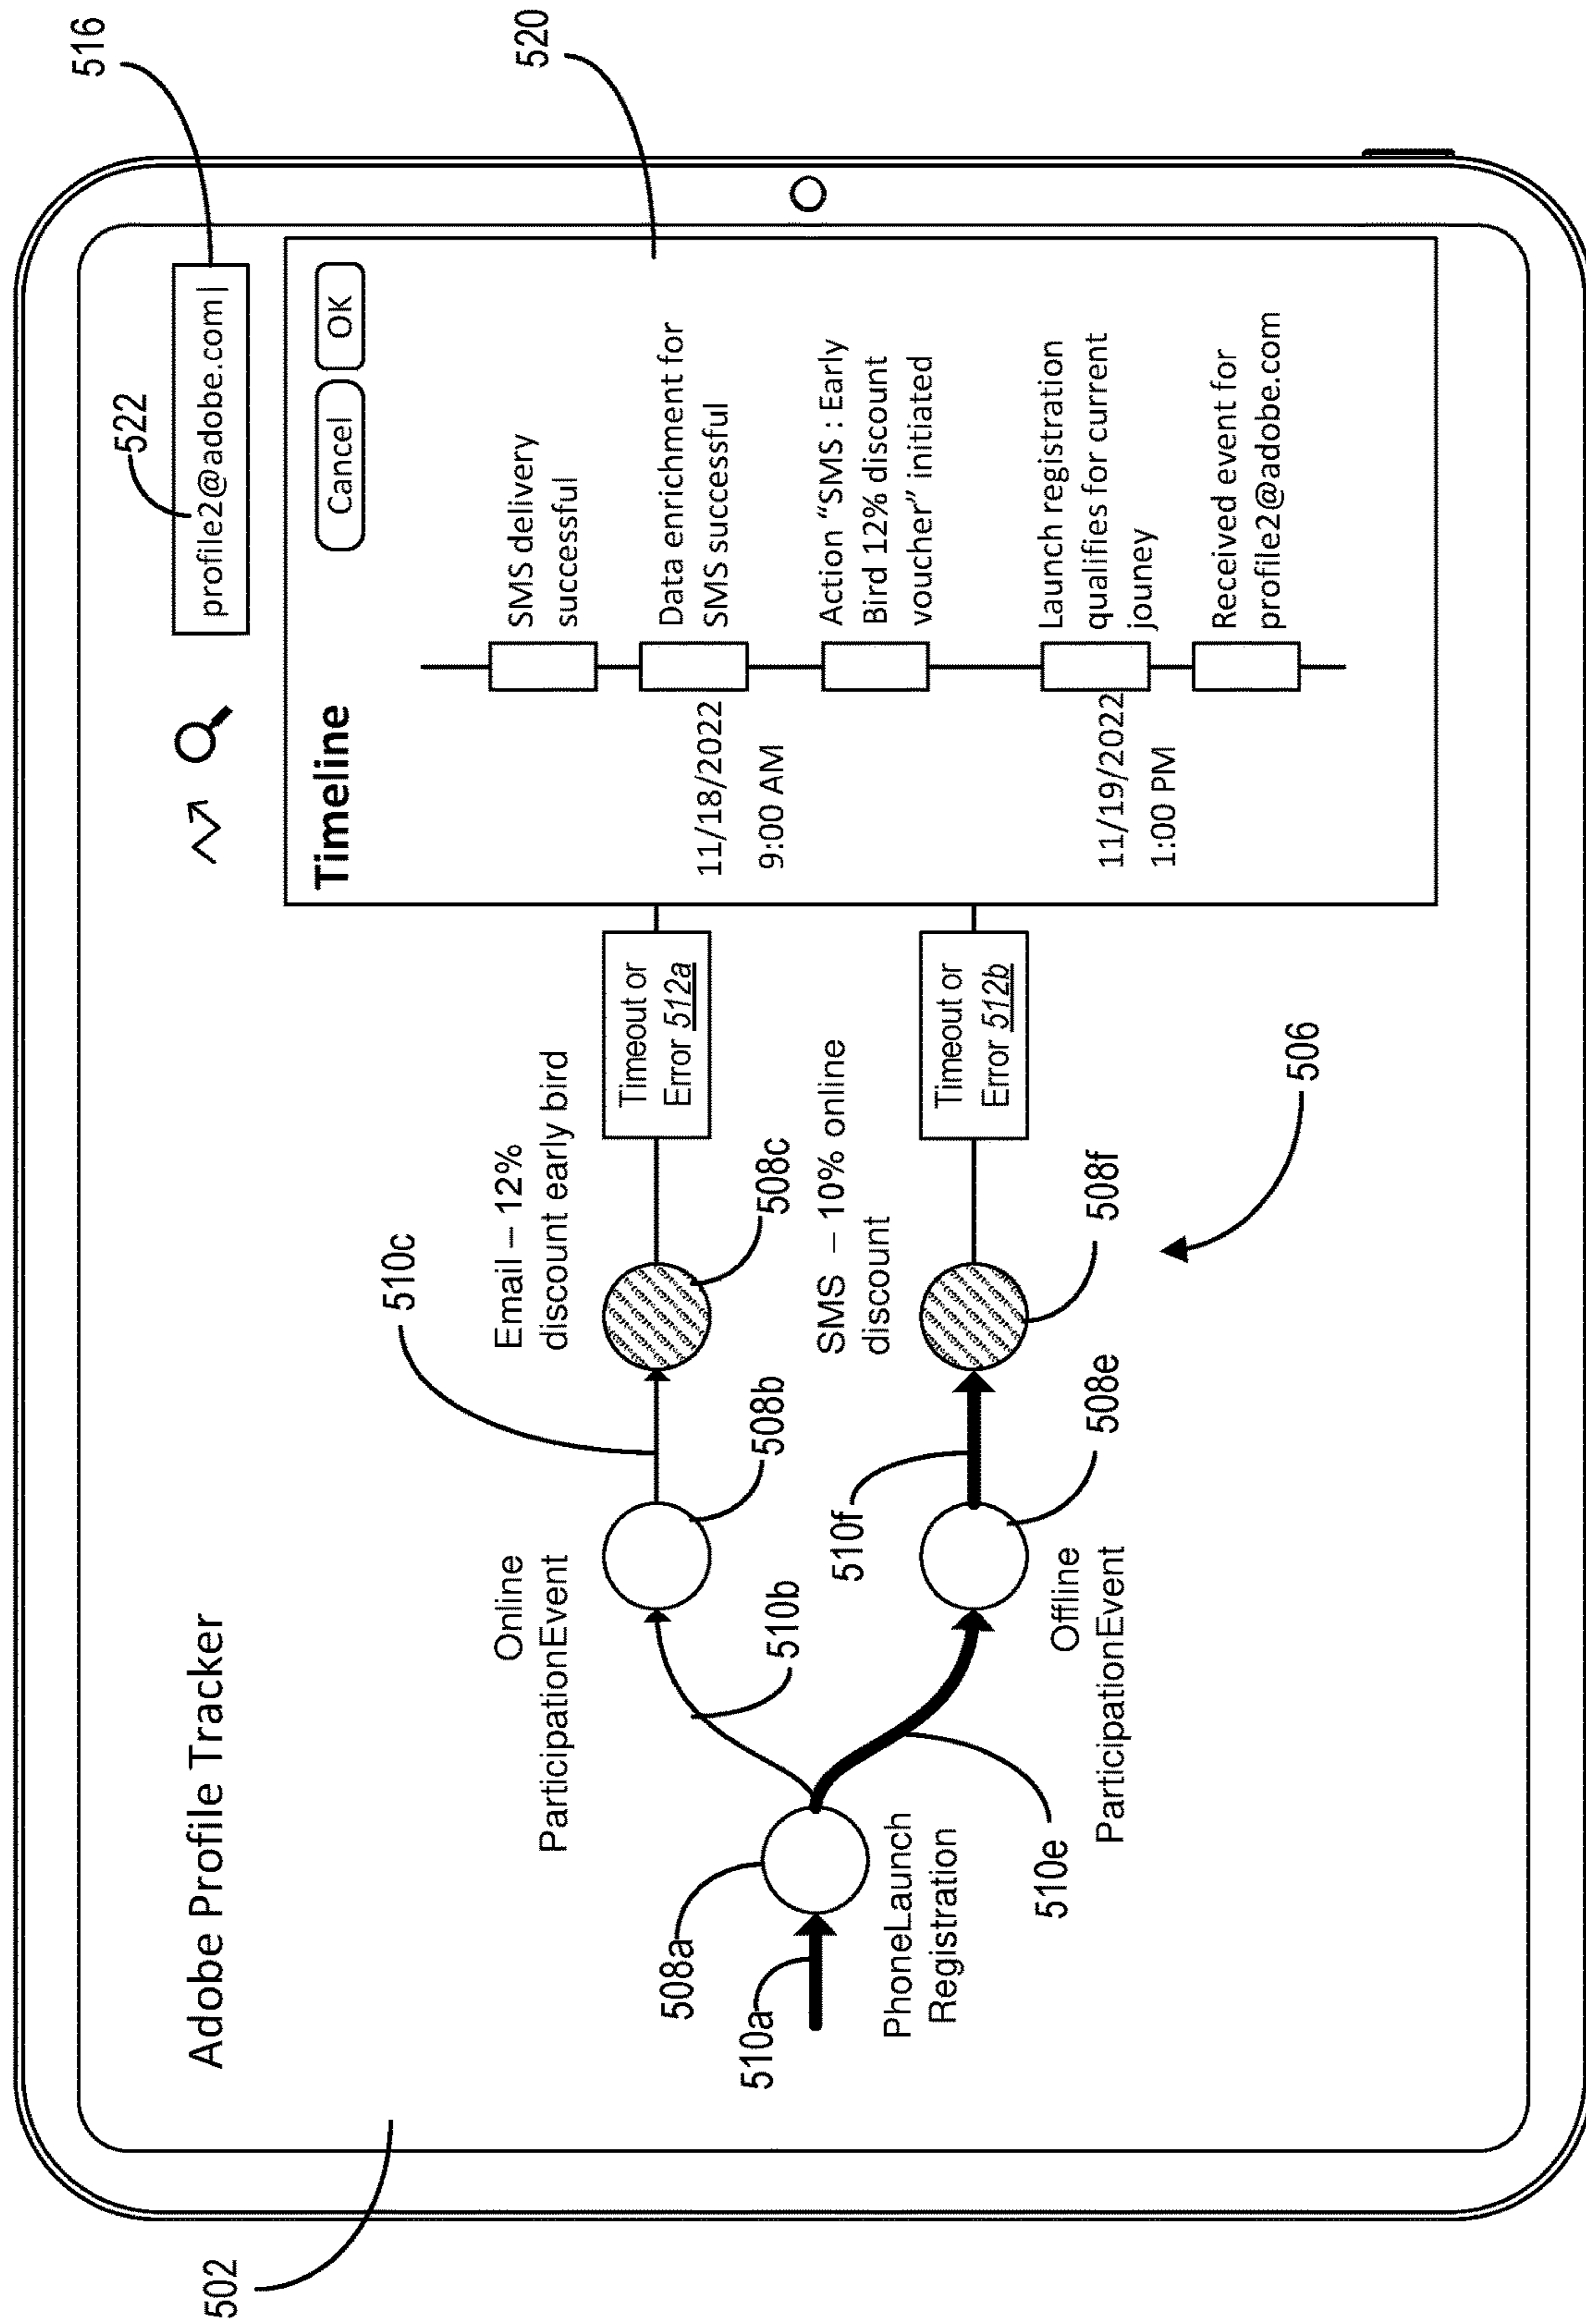 516
520
502
Adobe Profile Tracker
522
profile2@adobe.com|
Timeline
Cancel
OK
SMS delivery
successful
11/18/2022
9:00 AM
Data enrichment for
SMS successful
Action “SMS : Early
Bird 12% discount
voucher” initiated
11/19/2022
1:00 PM
Launch registration
qualifies for current
jouney
Received event for
profile2@adobe.com
510c
Online
ParticipationEvent
Email – 12%
discount early bird
Timeout or
Error 512a
508b
508c
510b
508a
510a
PhoneLaunch
Registration
510e
510f
SMS – 10% online
discount
Timeout or
Error 512b
Offline
ParticipationEvent
508e
508f
506